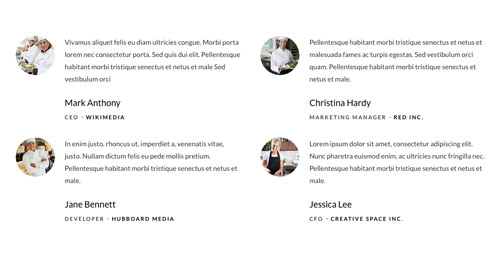 Vivamus aliquet felis eu diam ultricies congue. Morbi porta
lorem nec consectetur porta. Sed quis dui elit. Pellentesque
habitant morbi tristique senectus et netus et male Sed
vestibulum orci
Mark Anthony
CEO - WIKIMEDIA
Pellentesque habitant morbi tristique senectus et netus et
malesuada fames ac turpis egestas. Sed vestibulum orci
quam. Pellentesque habitant morbi tristique senectus et
netus et male.
Christina Hardy
MARKETING MANAGER - RED INC.
In enim justo, rhoncus ut, imperdiet a, venenatis vitae,
justo. Nullam dictum felis eu pede mollis pretium.
Pellentesque habitant morbi tristique senectus et netus et
male.
Jane Bennett
DEVELOPER - HUBBOARD MEDIA
Lorem ipsum dolor sit amet, consectetur adipiscing elit.
Nunc pharetra euismod enim, ac ultricies nunc fringilla nec.
Pellentesque habitant morbi tristique senectus et netus et
male.
Jessica Lee
CFO - CREATIVE SPACE INC.